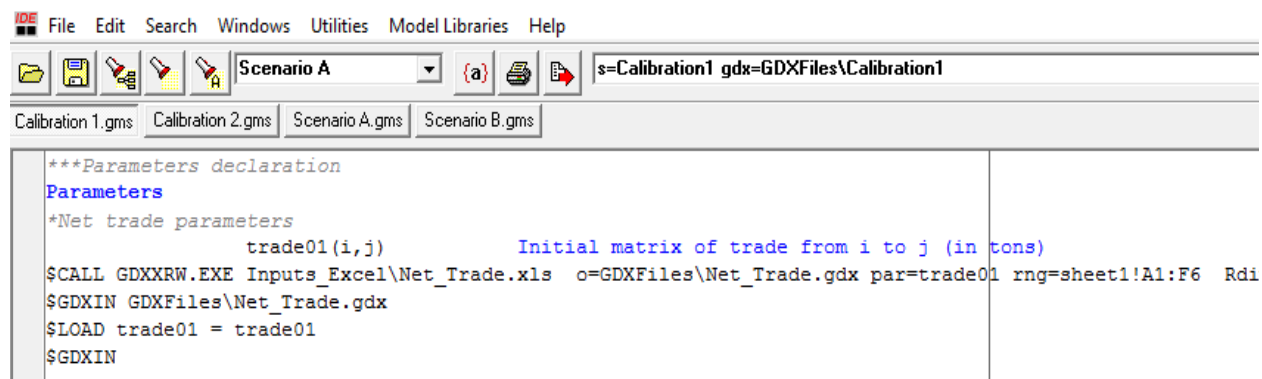 IDE File Edit Search Windows Utilities Model Libraries Help
A Scenario A {a} s=Calibration1 gdx=GDXFiles\Calibration1
Calibration 1.gms Calibration 2.gms Scenario A.gms Scenario B.gms
***Parameters declaration
Parameters
*Net trade parameters
trade01(i,j) Initial matrix of trade from i to j (in tons)
$CALL GDXXRW.EXE Inputs_Excel\Net_Trade.xls o=GDXFiles\Net_Trade.gdx par=trade01 rng=sheet1!A1:F6 Rdi
$GDXIN GDXFiles\Net_Trade.gdx
$LOAD trade01 = trade01
$GDXIN